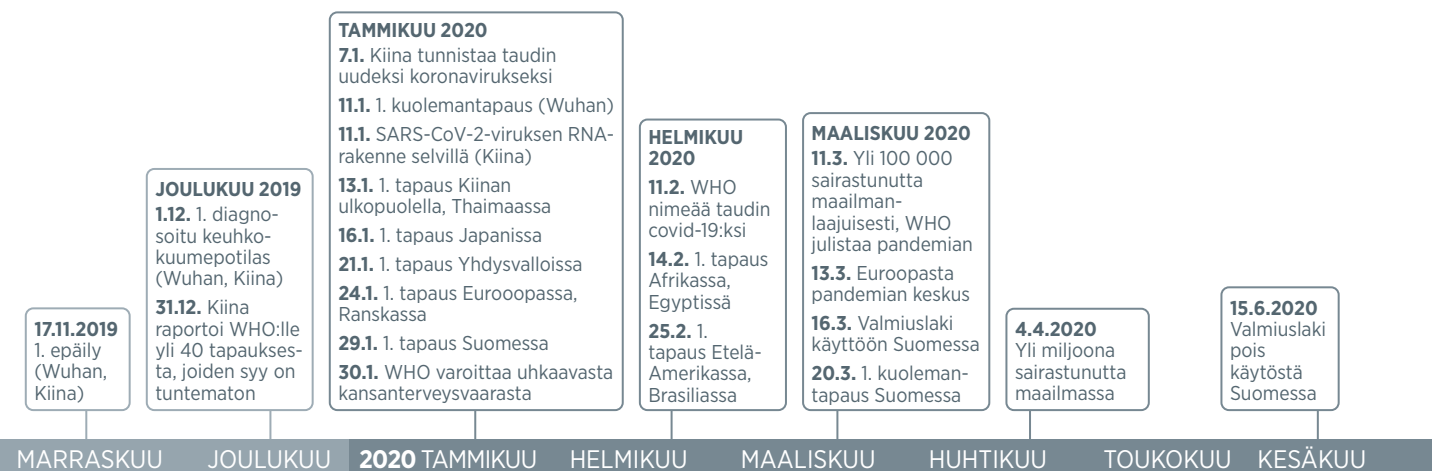 17.11.2019
1. epäily
(Wuhan,
Kiina)
JOULUKUU 2019
1.12. 1. diagno-
soitu keuhko-
kuumepotilas
(Wuhan, Kiina)
31.12. Kiina
raportoi WHO:lle
yli 40 tapaukses-
ta, joiden syy on
tuntematon
TAMMIKUU 2020
7.1. Kiina tunnistaa taudin
uudeksi koronavirukseksi
11.1. 1. kuolemantapaus (Wuhan)
11.1. SARS-CoV-2-viruksen RNA-
rakenne selvillä (Kiina)
13.1. 1. tapaus Kiinan
ulkopuolella, Thaimaassa
16.1. 1. tapaus Japanissa
21.1. 1. tapaus Yhdysvalloissa
24.1. 1. tapaus Eurooopassa,
Ranskassa
29.1. 1. tapaus Suomessa
30.1. WHO varoittaa uhkaavasta
kansanterveysvaarasta
HELMIKUU
2020
11.2. WHO
nimeää taudin
covid-19:ksi
14.2. 1. tapaus
Afrikassa,
Egyptissä
25.2. 1.
tapaus Etelä-
Amerikassa,
Brasiliassa
MAALISKUU 2020
11.3. Yli 100 000
sairastunutta
maailman-
laajuisesti, WHO
julistaa pandemian
13.3. Euroopasta
pandemian keskus
16.3. Valmiuslaki
käyttöön Suomessa
20.3. 1. kuoleman-
tapaus Suomessa
4.4.2020
Yli miljoona
sairastunutta
maailmassa
15.6.2020
Valmiuslaki
pois
käytöstä
Suomessa
MARRASKUU JOULUKUU 2020 TAMMIKUU HELMIKUU MAALISKUU HUHTIKUU TOUKOKUU KESÄKUU